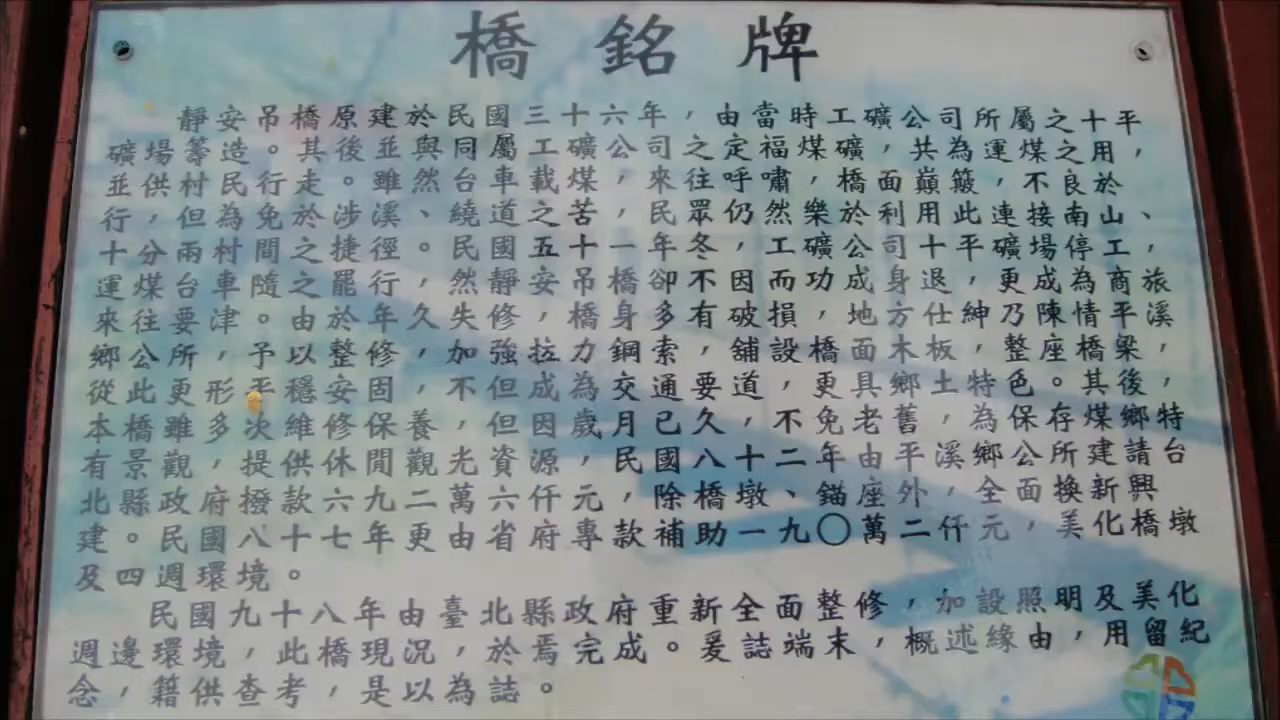 橋銘牌
靜安吊橋原建於民國三十六年，由當時工礦公司所屬之十平
礦場籌造。其後並與同屬工礦公司之定福煤礦，共為運煤之用，
並供村民行走。雖然台車載煤，來往呼嘯，橋面巔簸，不良於
行，但為免於涉溪、繞道之苦，民眾仍然樂於利用此連接南山、
十分兩村間之捷徑。民國五十一年冬，工礦公司十平礦場停工，
運煤台車隨之罷行，然靜安吊橋卻不因而功成身退，更成為商旅
來往要津。由於年久失修，橋身多有破損，地方仕紳乃陳情平溪
鄉公所，予以整修，加強拉力鋼索，舖設橋面木板，整座橋梁，
從此更形平穩安固，不但成為交通要道，更具鄉土特色。其後，
本橋雖多次維修保養，但因歲月已久，不免老舊，為保存煤鄉特
有景觀，提供休閒觀光資源，民國八十二年由平溪鄉公所建請台
北縣政府撥款六九二萬六仟元，除橋墩、錨座外，全面換新興
建。民國八十七年更由省府專款補助一九〇萬二仟元，美化橋墩
及四週環境。
民國九十八年由臺北縣政府重新全面整修，加設照明及美化
週邊環境，此橋現況，於焉完成。爰誌端末，概述緣由，用留紀
念，籍供查考，是以為誌。